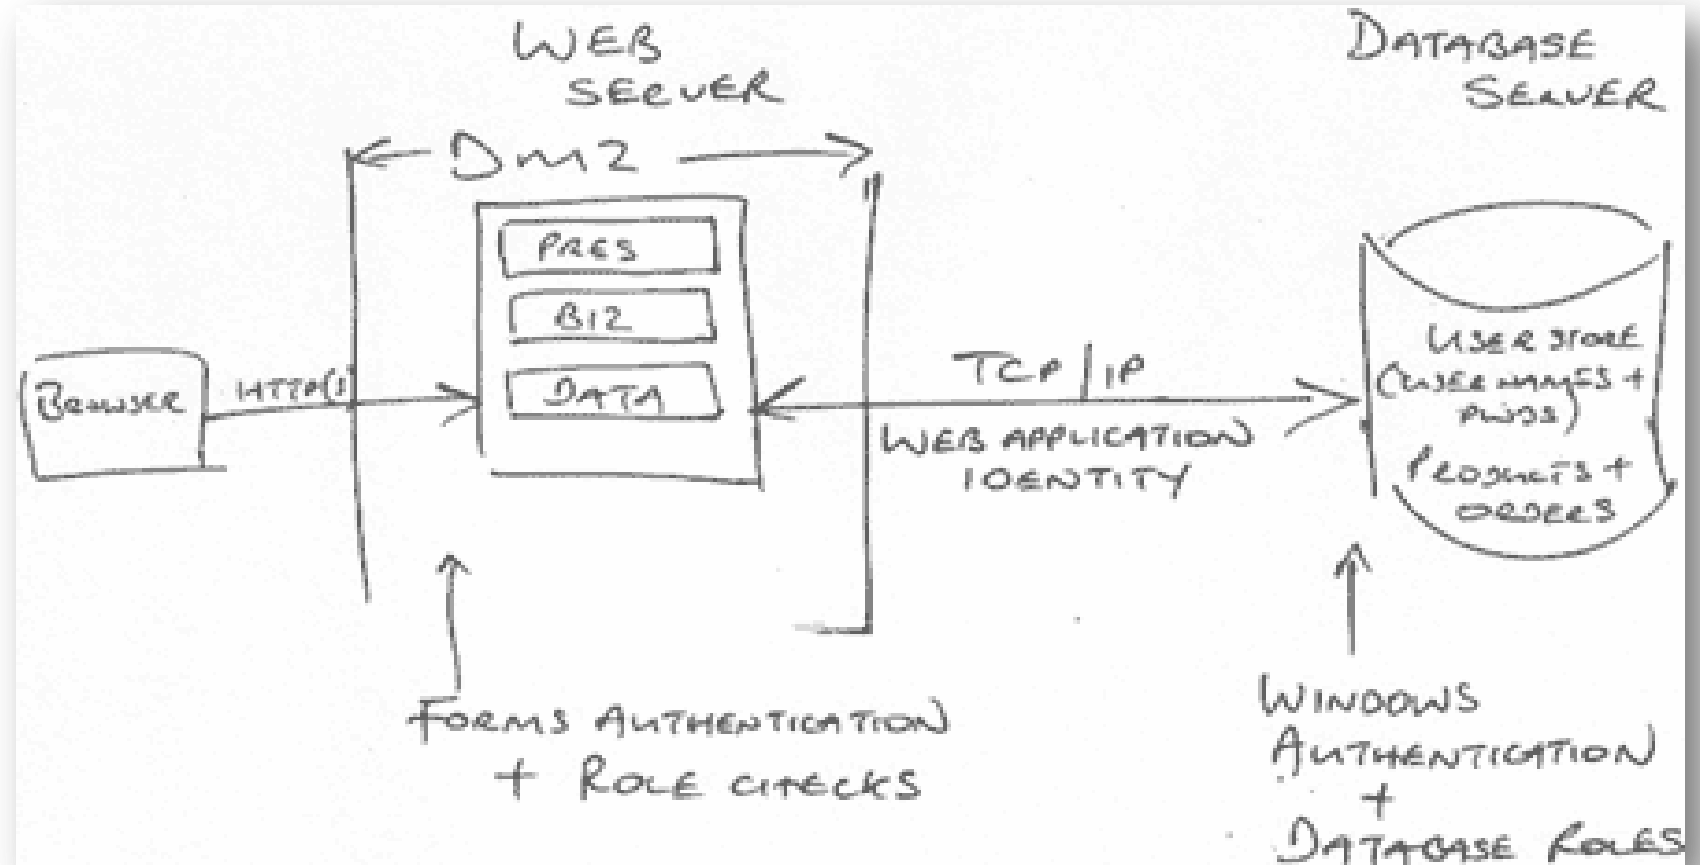 WEB
SERVER
DATABASE
SERVER
DMZ
PRES
BIZ
DATA
BROWSER
HTTP(S)
TCP/IP
WEB APPLICATION
IDENTITY
USER STORE
(USER NAMES +
PWDS)
PRODUCTS +
ORDERS
FORMS AUTHENTICATION
+ ROLE CHECKS
WINDOWS
AUTHENTICATION
+
DATABASE ROLES